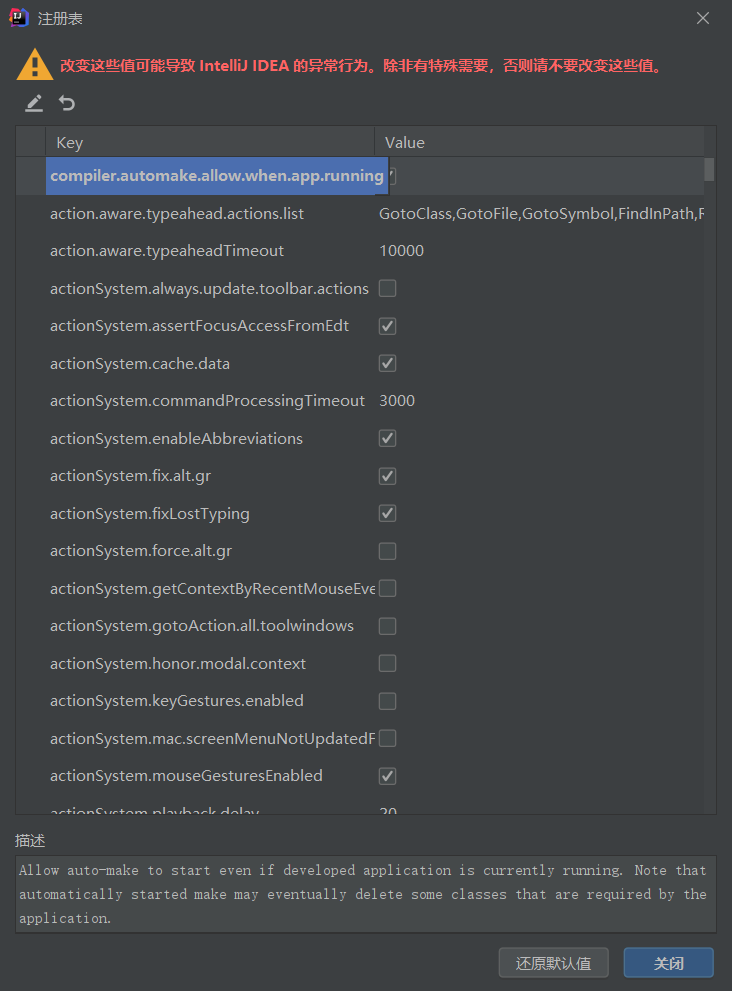 注册表
改变这些值可能导致 IntelliJ IDEA 的异常行为。除非有特殊需要，否则请不要改变这些值。
Key Value
compiler.automake.allow.when.app.running
action.aware.typeahead.actions.list GotoClass,GotoFile,GotoSymbol,FindInPath,F
action.aware.typeaheadTimeout 10000
actionSystem.always.update.toolbar.actions
actionSystem.assertFocusAccessFromEdt
actionSystem.cache.data
actionSystem.commandProcessingTimeout 3000
actionSystem.enableAbbreviations
actionSystem.fix.alt.gr
actionSystem.fixLostTyping
actionSystem.force.alt.gr
actionSystem.getContextByRecentMouseEve
actionSystem.gotoAction.all.toolwindows
actionSystem.honor.modal.context
actionSystem.keyGestures.enabled
actionSystem.mac.screenMenuNotUpdatedF
actionSystem.mouseGesturesEnabled
actionSystem.playback.delay 20
描述
Allow auto-make to start even if developed application is currently running. Note that
automatically started make may eventually delete some classes that are required by the
application.
还原默认值 关闭